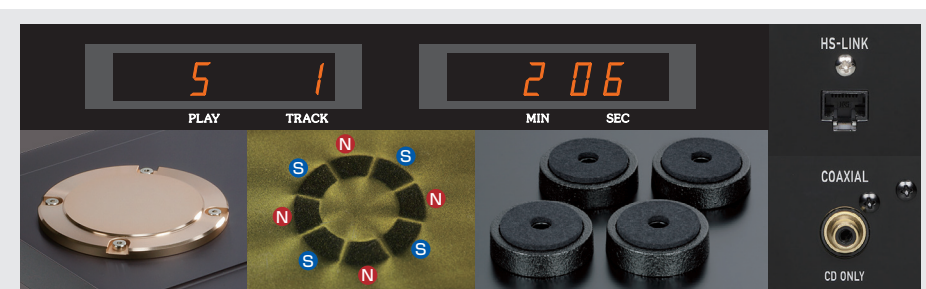 5 1
PLAY TRACK
2 06
MIN SEC
HS-LINK
N
S
S
N
N
S
S
N
COAXIAL
CD ONLY